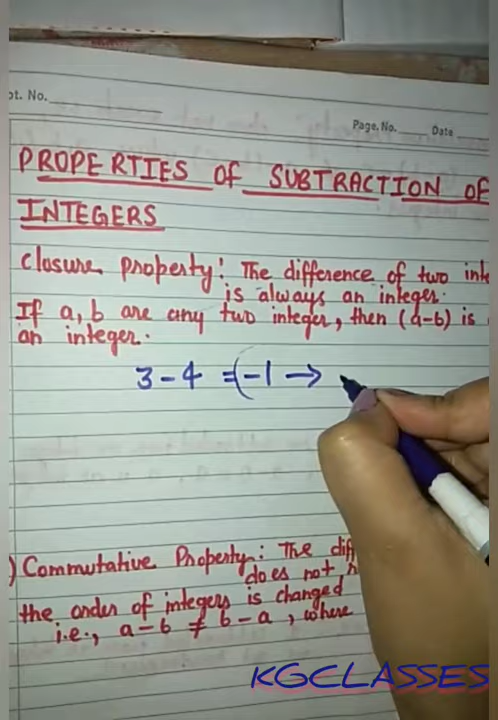 pt. No.
Page. No. Date
PROPERTIES of SUBTRACTION OF
INTEGERS
Closure property: The difference of two
is always an integer.
If a, b are any two integer, then (a-b) is
an integer.
3 - 4 = (-1 →
) Commutative Property: The
does not
the order of integers is changed
i.e., a - b ≠ b - a, where
KGCLASSES